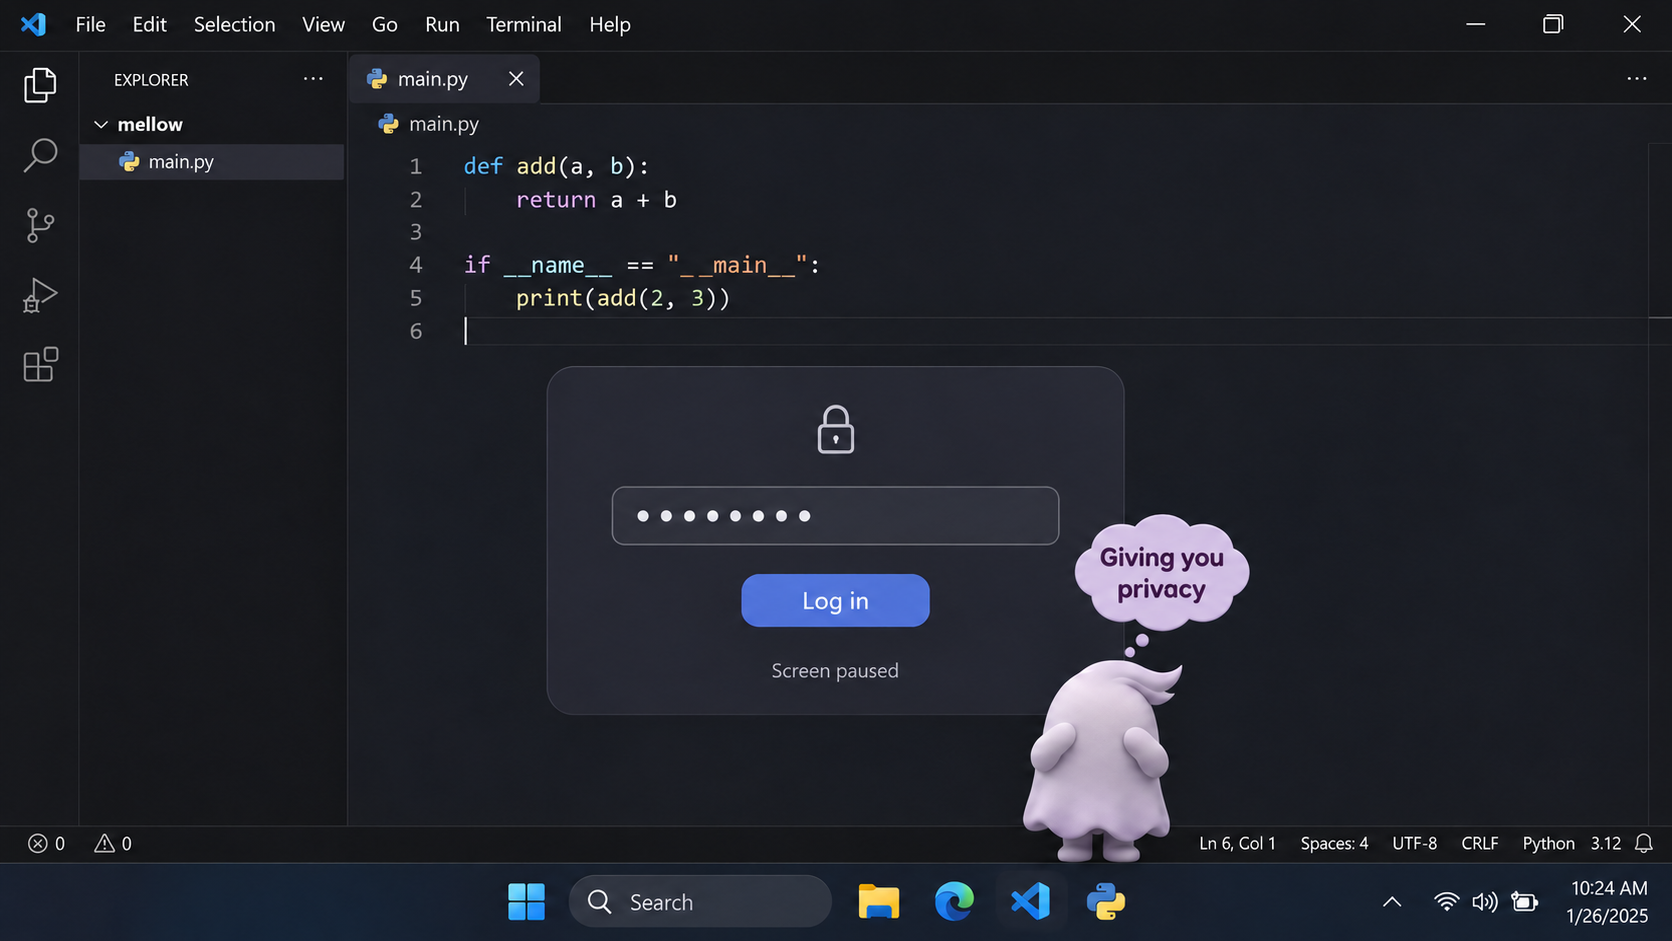 File Edit Selection View Go Run Terminal Help
EXPLORER ...
main.py
mellow
main.py
main.py
1 def add(a, b):
2 return a + b
3
4 if __name__ == "__main__":
5 print(add(2, 3))
6
Log in
Screen paused
Giving you
privacy
0 0
Ln 6, Col 1 Spaces: 4 UTF-8 CRLF Python 3.12
Search
10:24 AM
1/26/2025